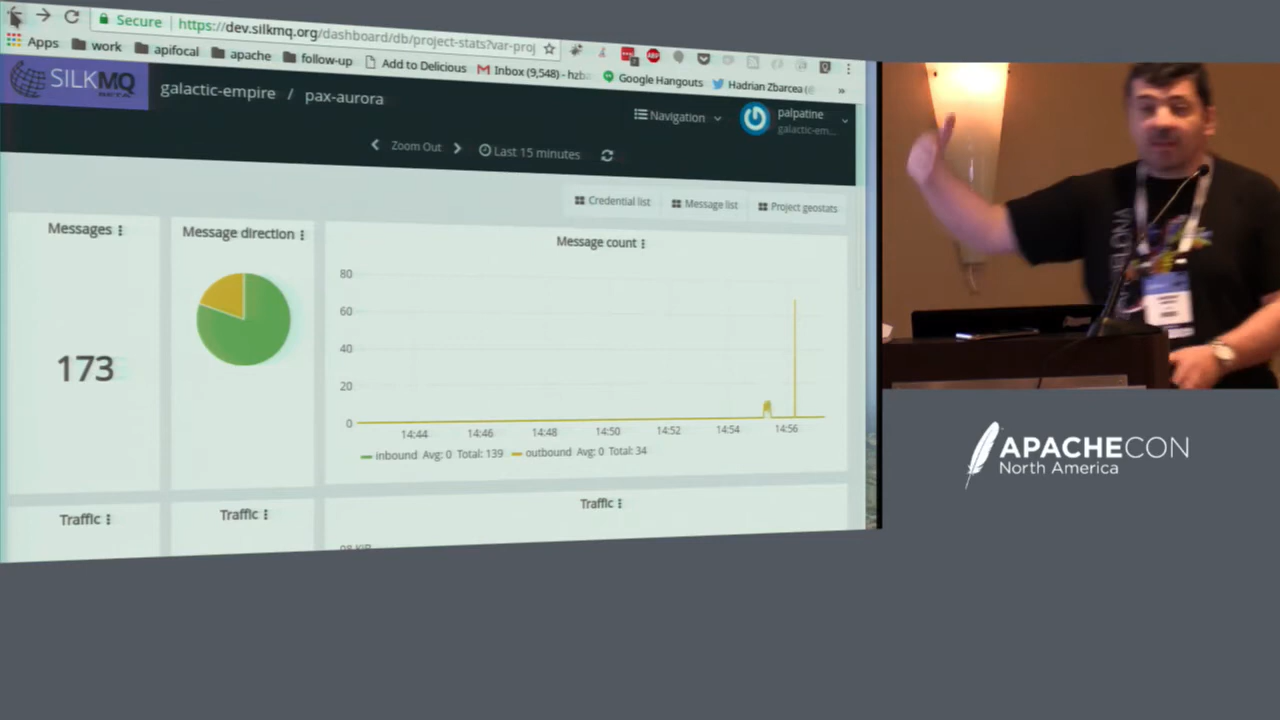 Secure | https://dev.silkmq.org/dashboard/db/project-stats?var-proj
Apps work apifocal apache follow-up Add to Delicious Inbox (9,548) - hzb Google Hangouts Hadrian Zbarcea (@ »
SILKMQ
BETA
galactic-empire / pax-aurora
Navigation
palpatine
galactic-em...
Zoom Out
Last 15 minutes
Credential list
Message list
Project geostats
Messages
Message direction
Message count
173
80
60
40
20
0
14:44 14:46 14:48 14:50 14:52 14:54 14:56
inbound Avg: 0 Total: 139 outbound Avg: 0 Total: 34
Traffic
Traffic
Traffic
APACHECON
North America